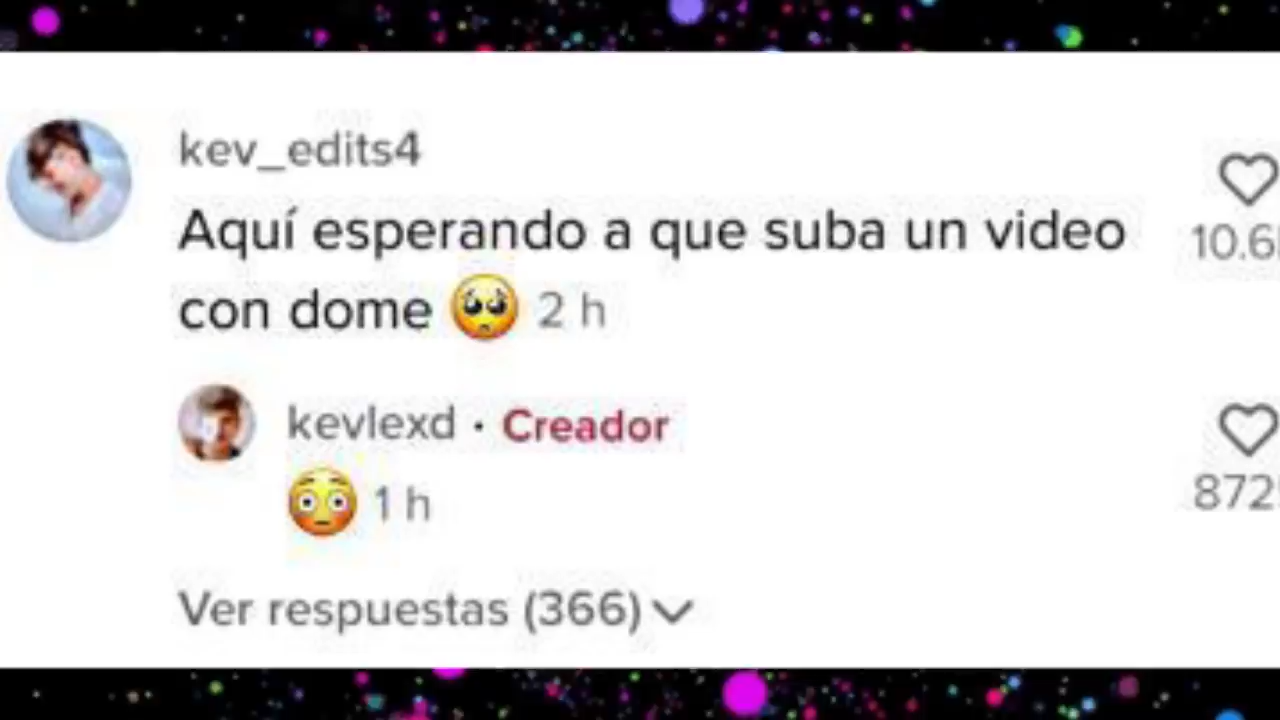 kev_edits4
Aquí esperando a que suba un video
con dome 🥺 2 h
10.6
kevlexd · Creador
😳 1 h
872
Ver respuestas (366)